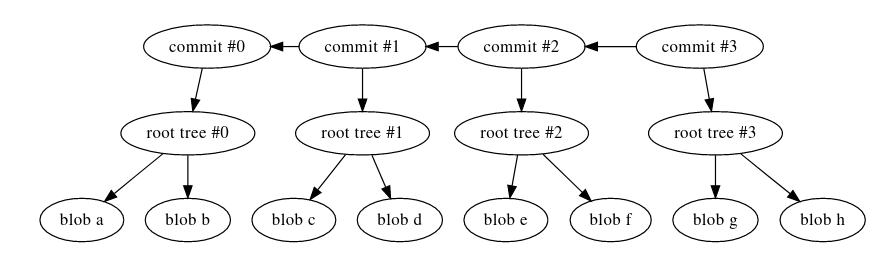 commit #0 commit #1 commit #2 commit #3
root tree #0 root tree #1 root tree #2 root tree #3
blob a blob b blob c blob d blob e blob f blob g blob h